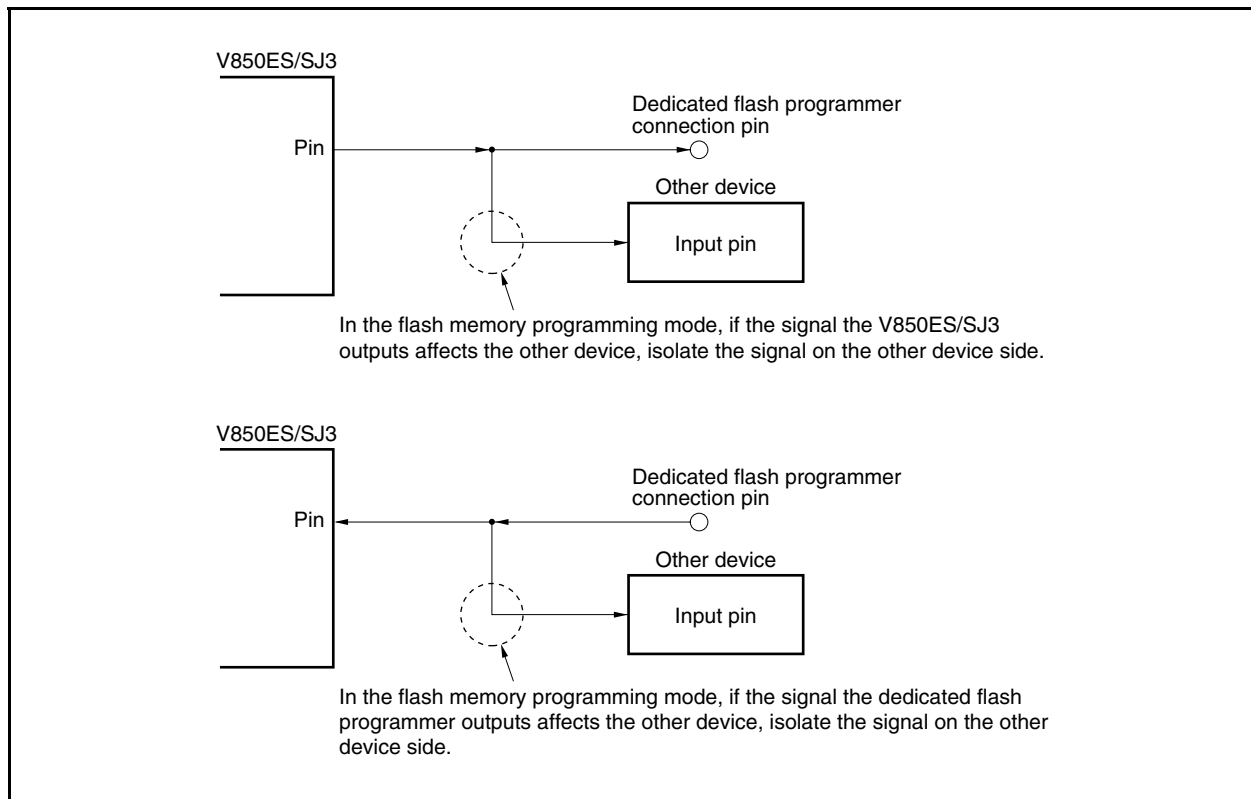 V850ES/SJ3
Dedicated flash programmer
connection pin
Pin
Other device
Input pin
In the flash memory programming mode, if the signal the V850ES/SJ3
outputs affects the other device, isolate the signal on the other device side.
V850ES/SJ3
Dedicated flash programmer
connection pin
Pin
Other device
Input pin
In the flash memory programming mode, if the signal the dedicated flash
programmer outputs affects the other device, isolate the signal on the other
device side.